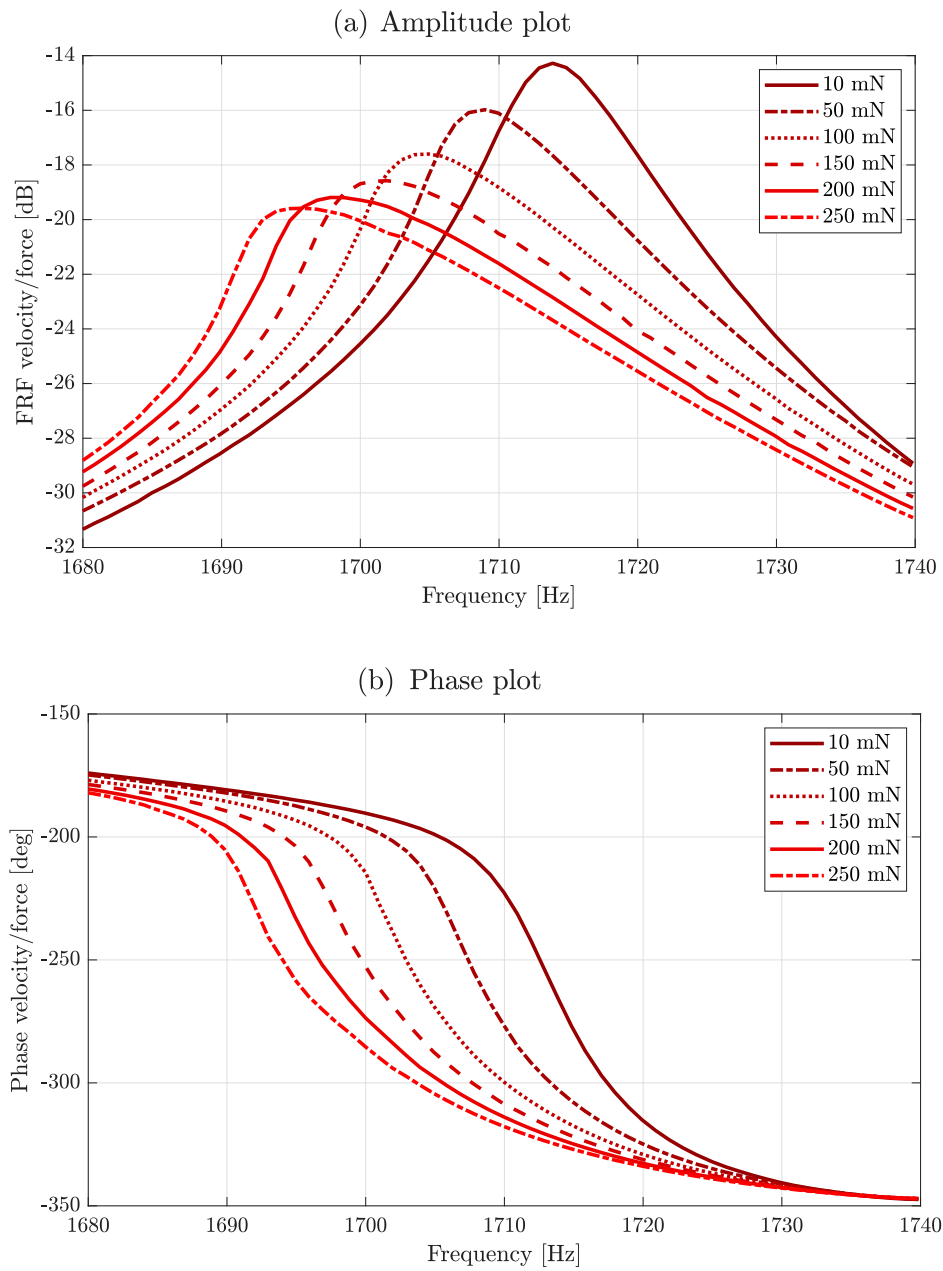 (a) Amplitude plot
-14
-16
-18
-20
-22
-24
-26
-28
-30
-32
FRF velocity/force [dB]
10 mN
50 mN
100 mN
150 mN
200 mN
250 mN
1680 1690 1700 1710 1720 1730 1740
Frequency [Hz]
(b) Phase plot
-150
-200
-250
-300
-350
Phase velocity/force [deg]
10 mN
50 mN
100 mN
150 mN
200 mN
250 mN
1680 1690 1700 1710 1720 1730 1740
Frequency [Hz]